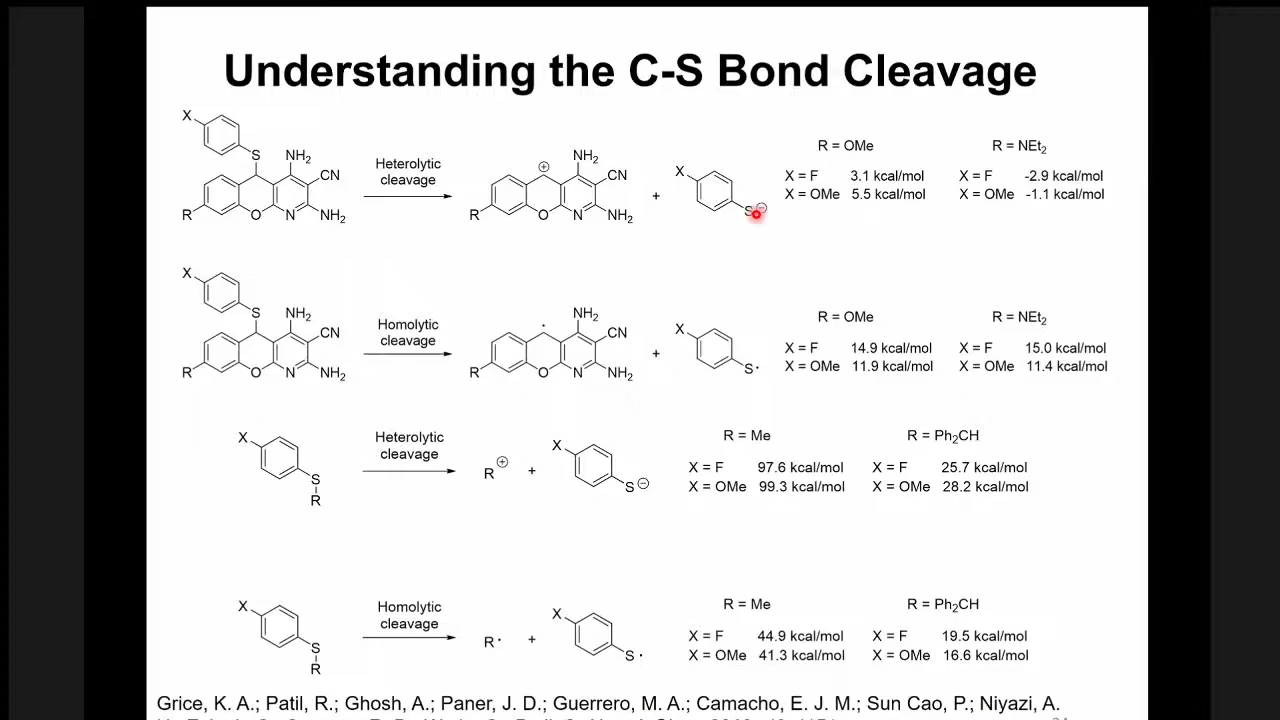 Understanding the C-S Bond Cleavage
X
S
NH2
CN
R
O
N
NH2
Heterolytic
cleavage
NH2
CN
R
O
N
NH2
+
X
S
R = OMe
R = NEt2
X = F 3.1 kcal/mol
X = F -2.9 kcal/mol
X = OMe 5.5 kcal/mol
X = OMe -1.1 kcal/mol
X
S
NH2
CN
R
O
N
NH2
Homolytic
cleavage
NH2
CN
R
O
N
NH2
+
X
S·
R = OMe
R = NEt2
X = F 14.9 kcal/mol
X = F 15.0 kcal/mol
X = OMe 11.9 kcal/mol
X = OMe 11.4 kcal/mol
X
S
R
Heterolytic
cleavage
R⊕
+
X
S⊖
R = Me
R = Ph2CH
X = F 97.6 kcal/mol
X = F 25.7 kcal/mol
X = OMe 99.3 kcal/mol
X = OMe 28.2 kcal/mol
X
S
R
Homolytic
cleavage
R·
+
X
S·
R = Me
R = Ph2CH
X = F 44.9 kcal/mol
X = F 19.5 kcal/mol
X = OMe 41.3 kcal/mol
X = OMe 16.6 kcal/mol
Grice, K. A.; Patil, R.; Ghosh, A.; Paner, J. D.; Guerrero, M. A.; Camacho, E. J. M.; Sun Cao, P.; Niyazi, A.